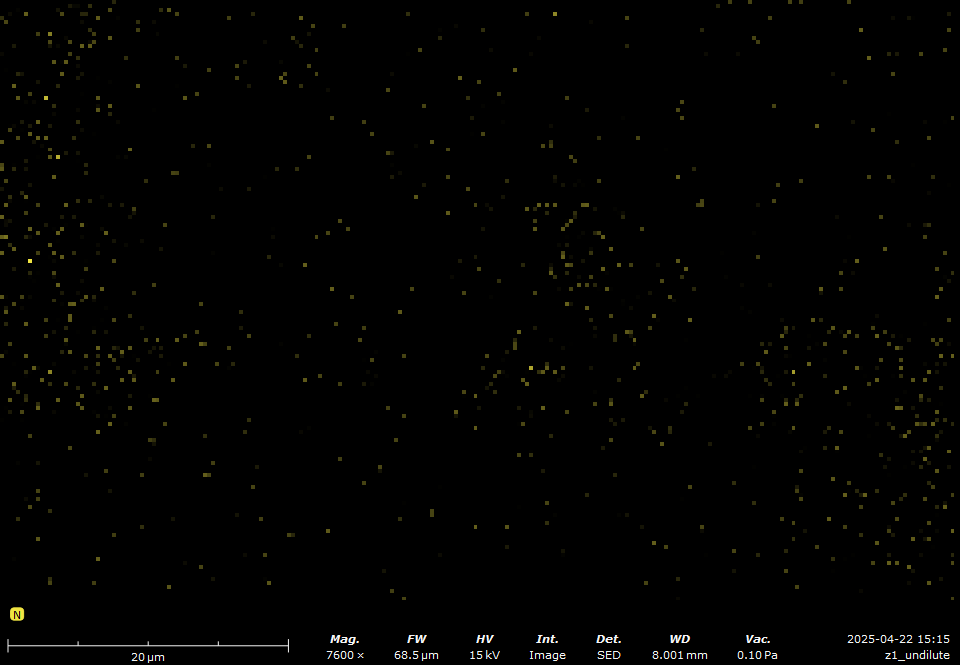 N
20 µm
Mag. FW HV Int. Det. WD Vac. 2025-04-22 15:15
7600 × 68.5 µm 15 kV Image SED 8.001 mm 0.10 Pa z1_undilute